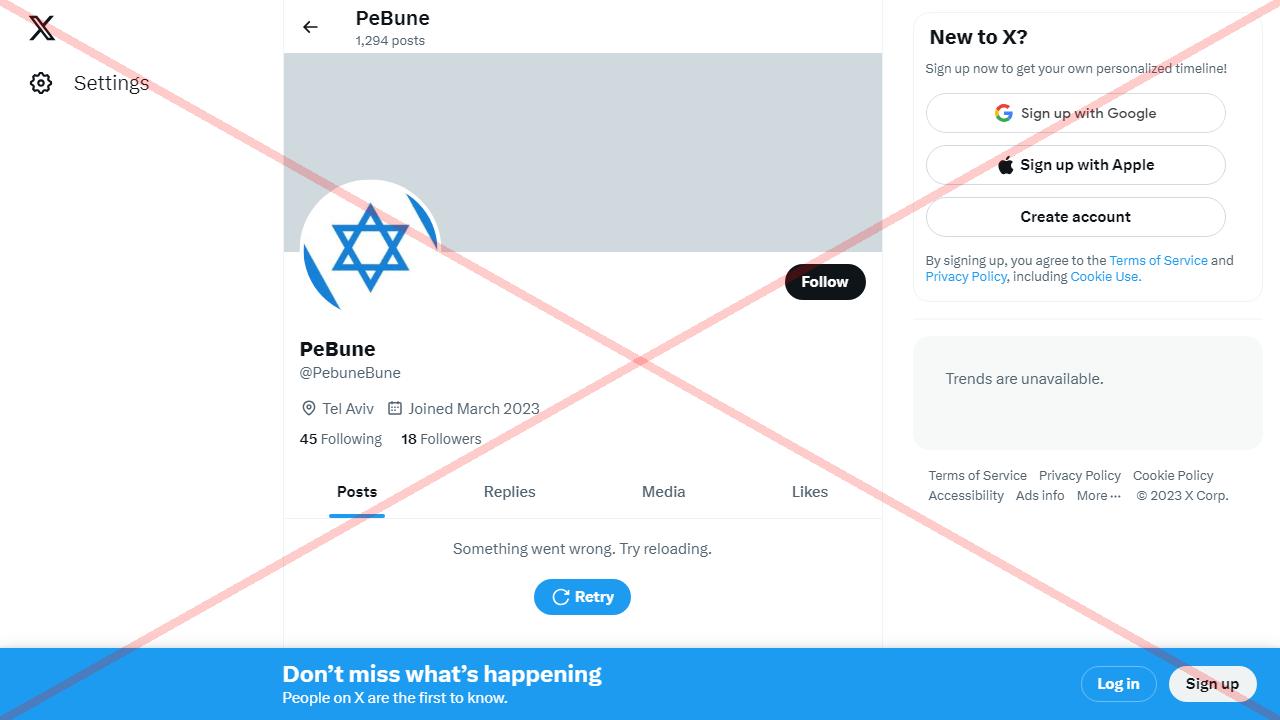 Settings
PeBune
1,294 posts
Follow
PeBune
@PebuneBune
Tel Aviv Joined March 2023
45 Following 18 Followers
Posts Replies Media Likes
Something went wrong. Try reloading.
Retry
New to X?
Sign up now to get your own personalized timeline!
Sign up with Google
Sign up with Apple
Create account
By signing up, you agree to the Terms of Service and
Privacy Policy, including Cookie Use.
Trends are unavailable.
Terms of Service Privacy Policy Cookie Policy
Accessibility Ads info More ··· © 2023 X Corp.
Don’t miss what’s happening
People on X are the first to know.
Log in Sign up